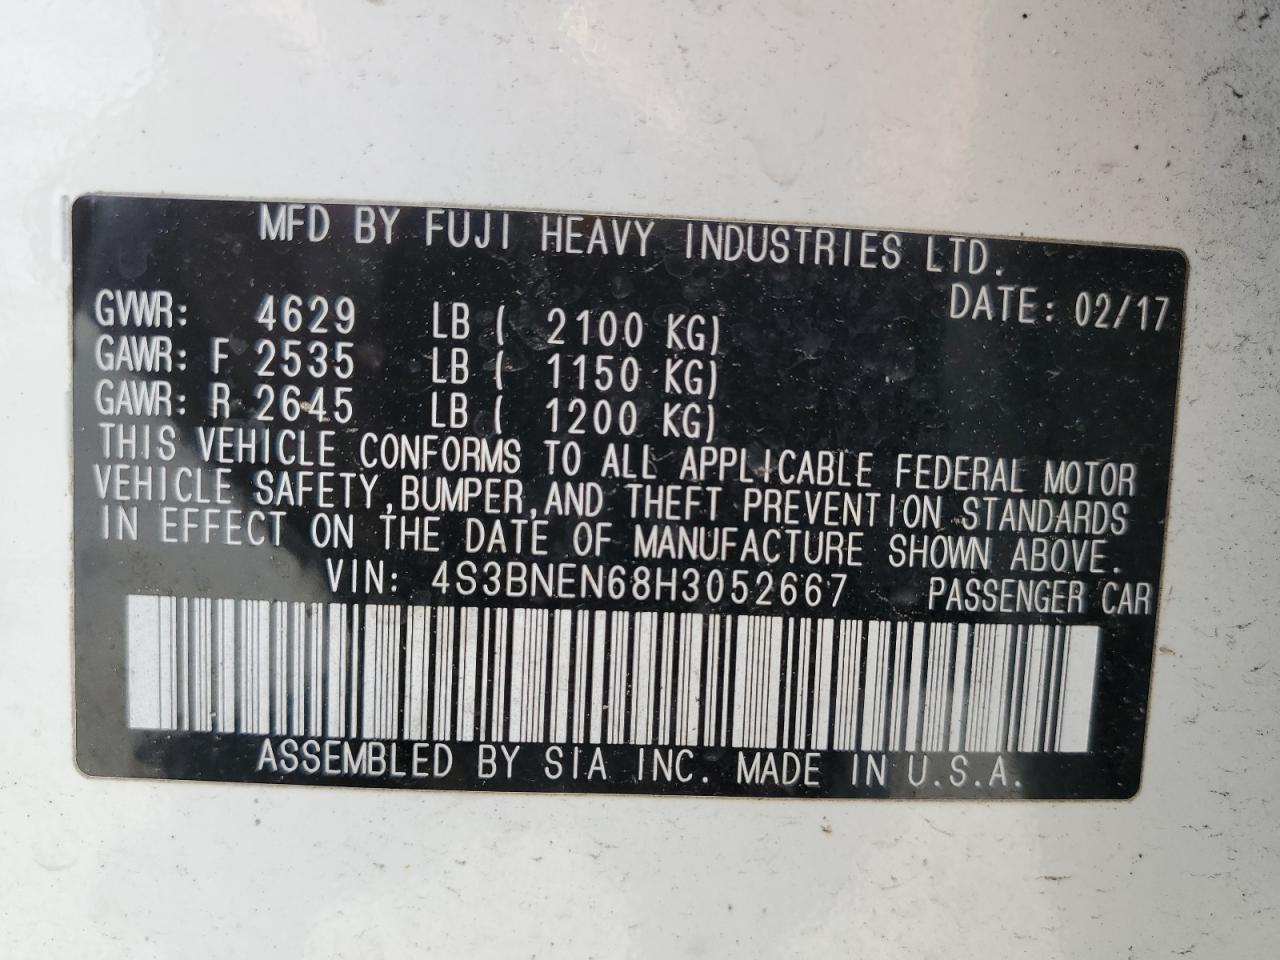 MFD BY FUJI HEAVY INDUSTRIES LTD.
DATE: 02/17
GVWR: 4629 LB ( 2100 KG)
GAWR: F 2535 LB ( 1150 KG)
GAWR: R 2645 LB ( 1200 KG)
THIS VEHICLE CONFORMS TO ALL APPLICABLE FEDERAL MOTOR
VEHICLE SAFETY,BUMPER,AND THEFT PREVENTION STANDARDS
IN EFFECT ON THE DATE OF MANUFACTURE SHOWN ABOVE.
VIN: 4S3BNEN68H3052667 PASSENGER CAR
ASSEMBLED BY SIA INC. MADE IN U.S.A.